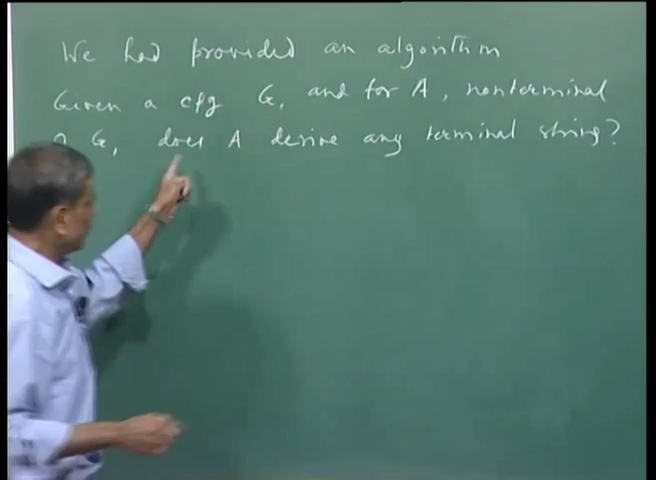 We had provided an algorithm
Given a cfg G, and for A, nonterminal
G, does A derive any terminal string?